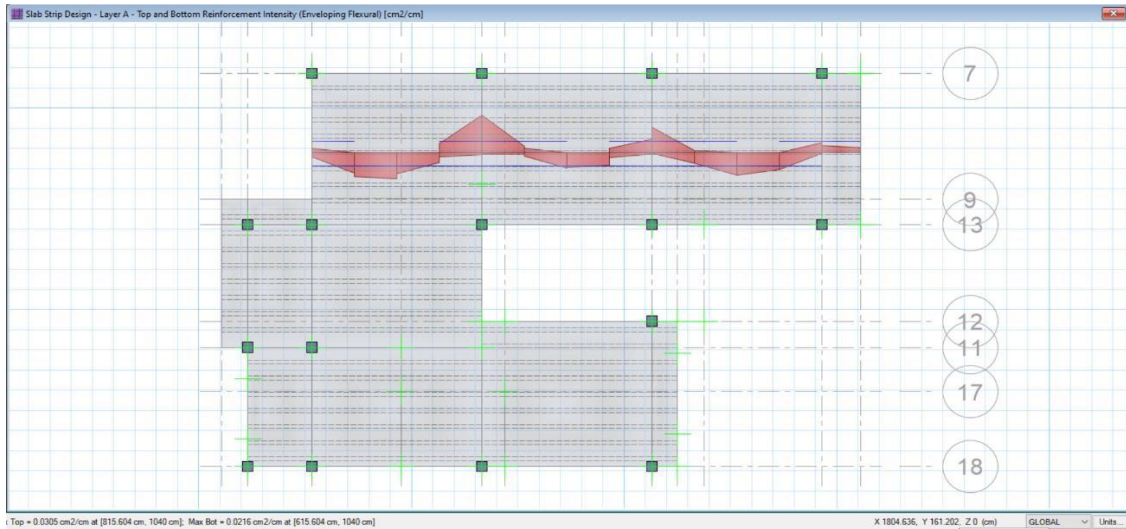 Slab Strip Design - Layer A - Top and Bottom Reinforcement Intensity (Enveloping Flexural) [cm2/cm]
7
9
13
12
11
17
18
Top = 0.0305 cm2/cm at [815.604 cm, 1040 cm]; Max Bot = 0.0216 cm2/cm at [615.604 cm, 1040 cm]
X 1804.636, Y 161.202, Z 0 (cm)
GLOBAL
Units...